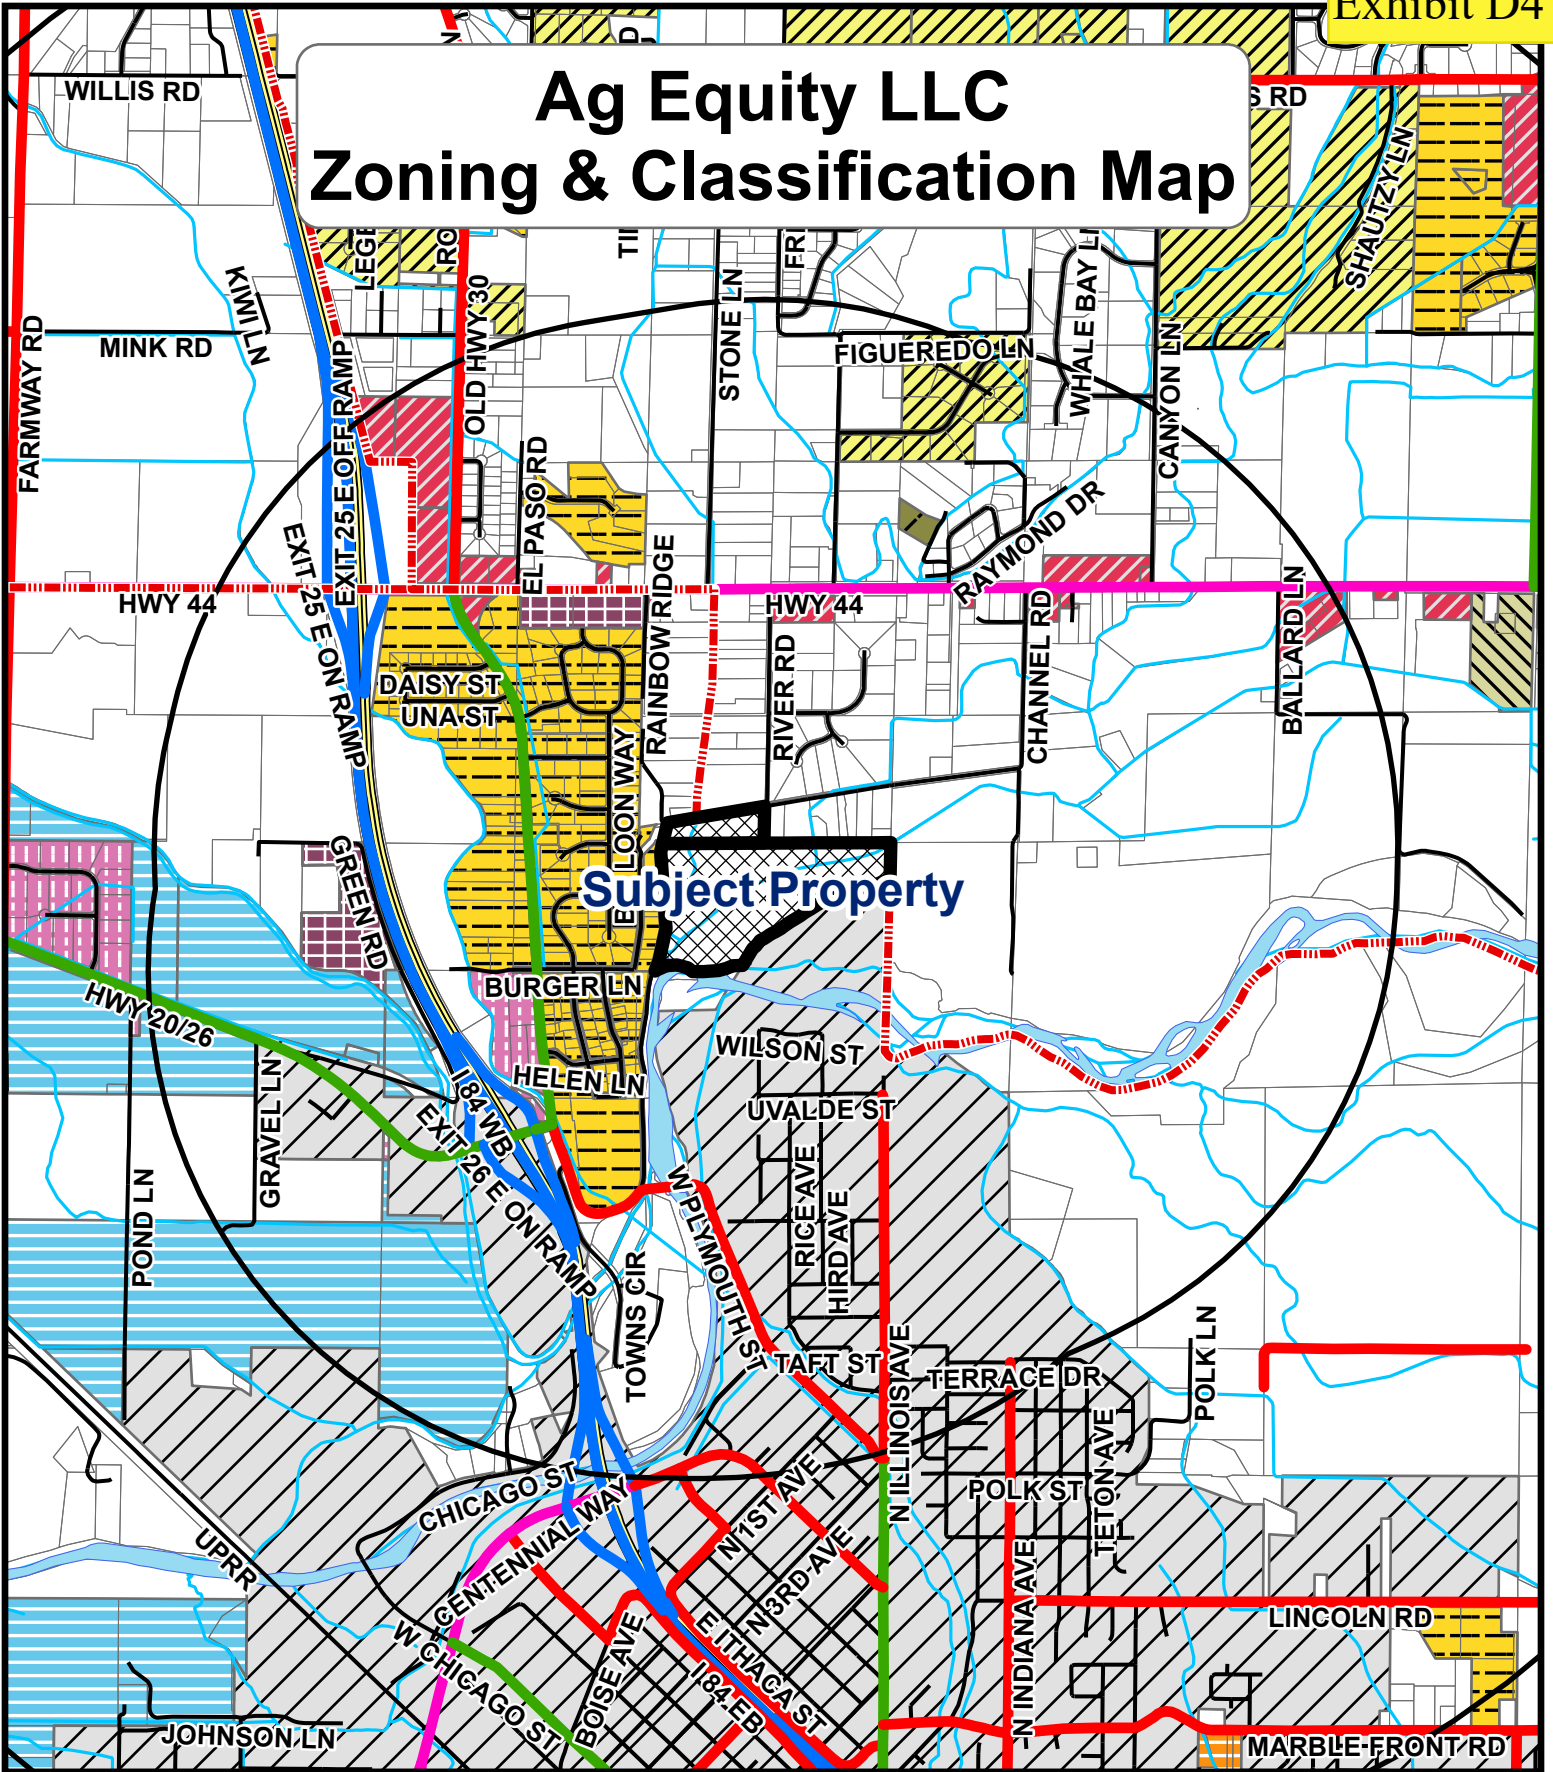 Exhibit D4
Ag Equity LLC
Zoning & Classification Map
WILLIS RD
S RD
SHAUTZY LN
KIWI LN
MINK RD
FARMWAY RD
EXIT 25 E OFF RAMP
OLD HWY 30
STONE LN
FIGUEREDO LN
WHALE BAY L
CANYON LN
EL PASO RD
RAYMOND DR
EXIT 25 E ON RAMP
HWY 44
HWY 44
RAINBOW RIDGE
RIVER RD
CHANNEL RD
BALLARD LN
DAISY ST
UNA ST
LOON WAY
GREEN RD
Subject Property
BURGER LN
HWY 20/26
WILSON ST
HELEN LN
I 84 WB
UVALDE ST
GRAVEL LN
EXIT 26 E ON RAMP
POND LN
RICE AVE
HIRD AVE
W PLYMOUTH ST
TOWNS CIR
TAFT ST
TERRACE DR
POLK LN
N ILLINOIS AVE
TETON AVE
POLK ST
CHICAGO ST
CENTENNIAL WAY
N 1ST AVE
N 3RD AVE
UPRR
N INDIANA AVE
LINCOLN RD
W CHICAGO ST
BOISE AVE
E ITHACA ST
I 84 EB
JOHNSON LN
MARBLE FRONT RD